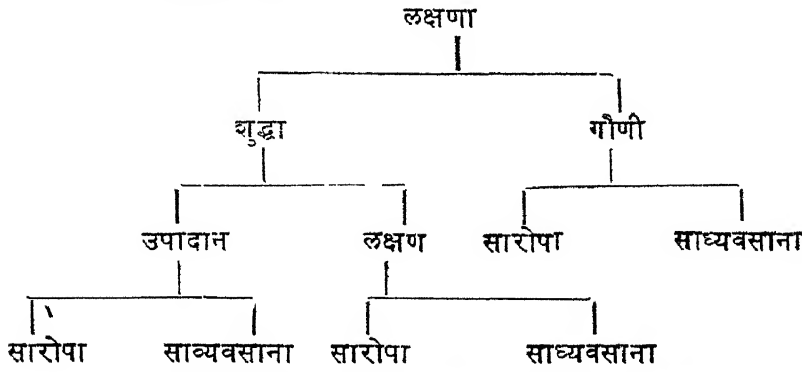 लक्षणा
शुद्धा गौणी
उपादान लक्षण सारोपा साध्यवसाना
सारोपा साव्यवसाना सारोपा साध्यवसाना